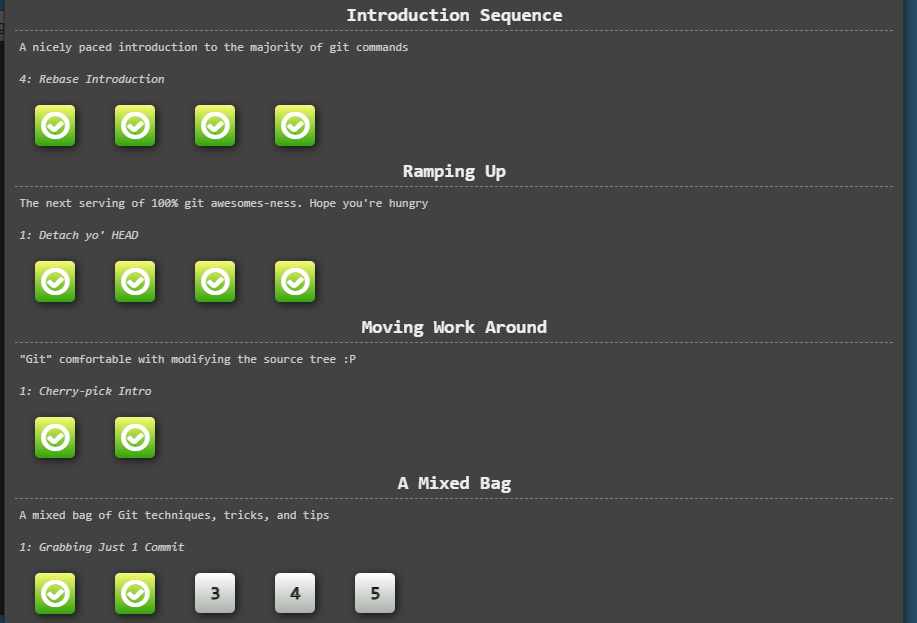 Introduction Sequence
A nicely paced introduction to the majority of git commands
4: Rebase Introduction
Ramping Up
The next serving of 100% git awesomes-ness. Hope you're hungry
1: Detach yo' HEAD
Moving Work Around
"Git" comfortable with modifying the source tree :P
1: Cherry-pick Intro
A Mixed Bag
A mixed bag of Git techniques, tricks, and tips
1: Grabbing Just 1 Commit
3 4 5